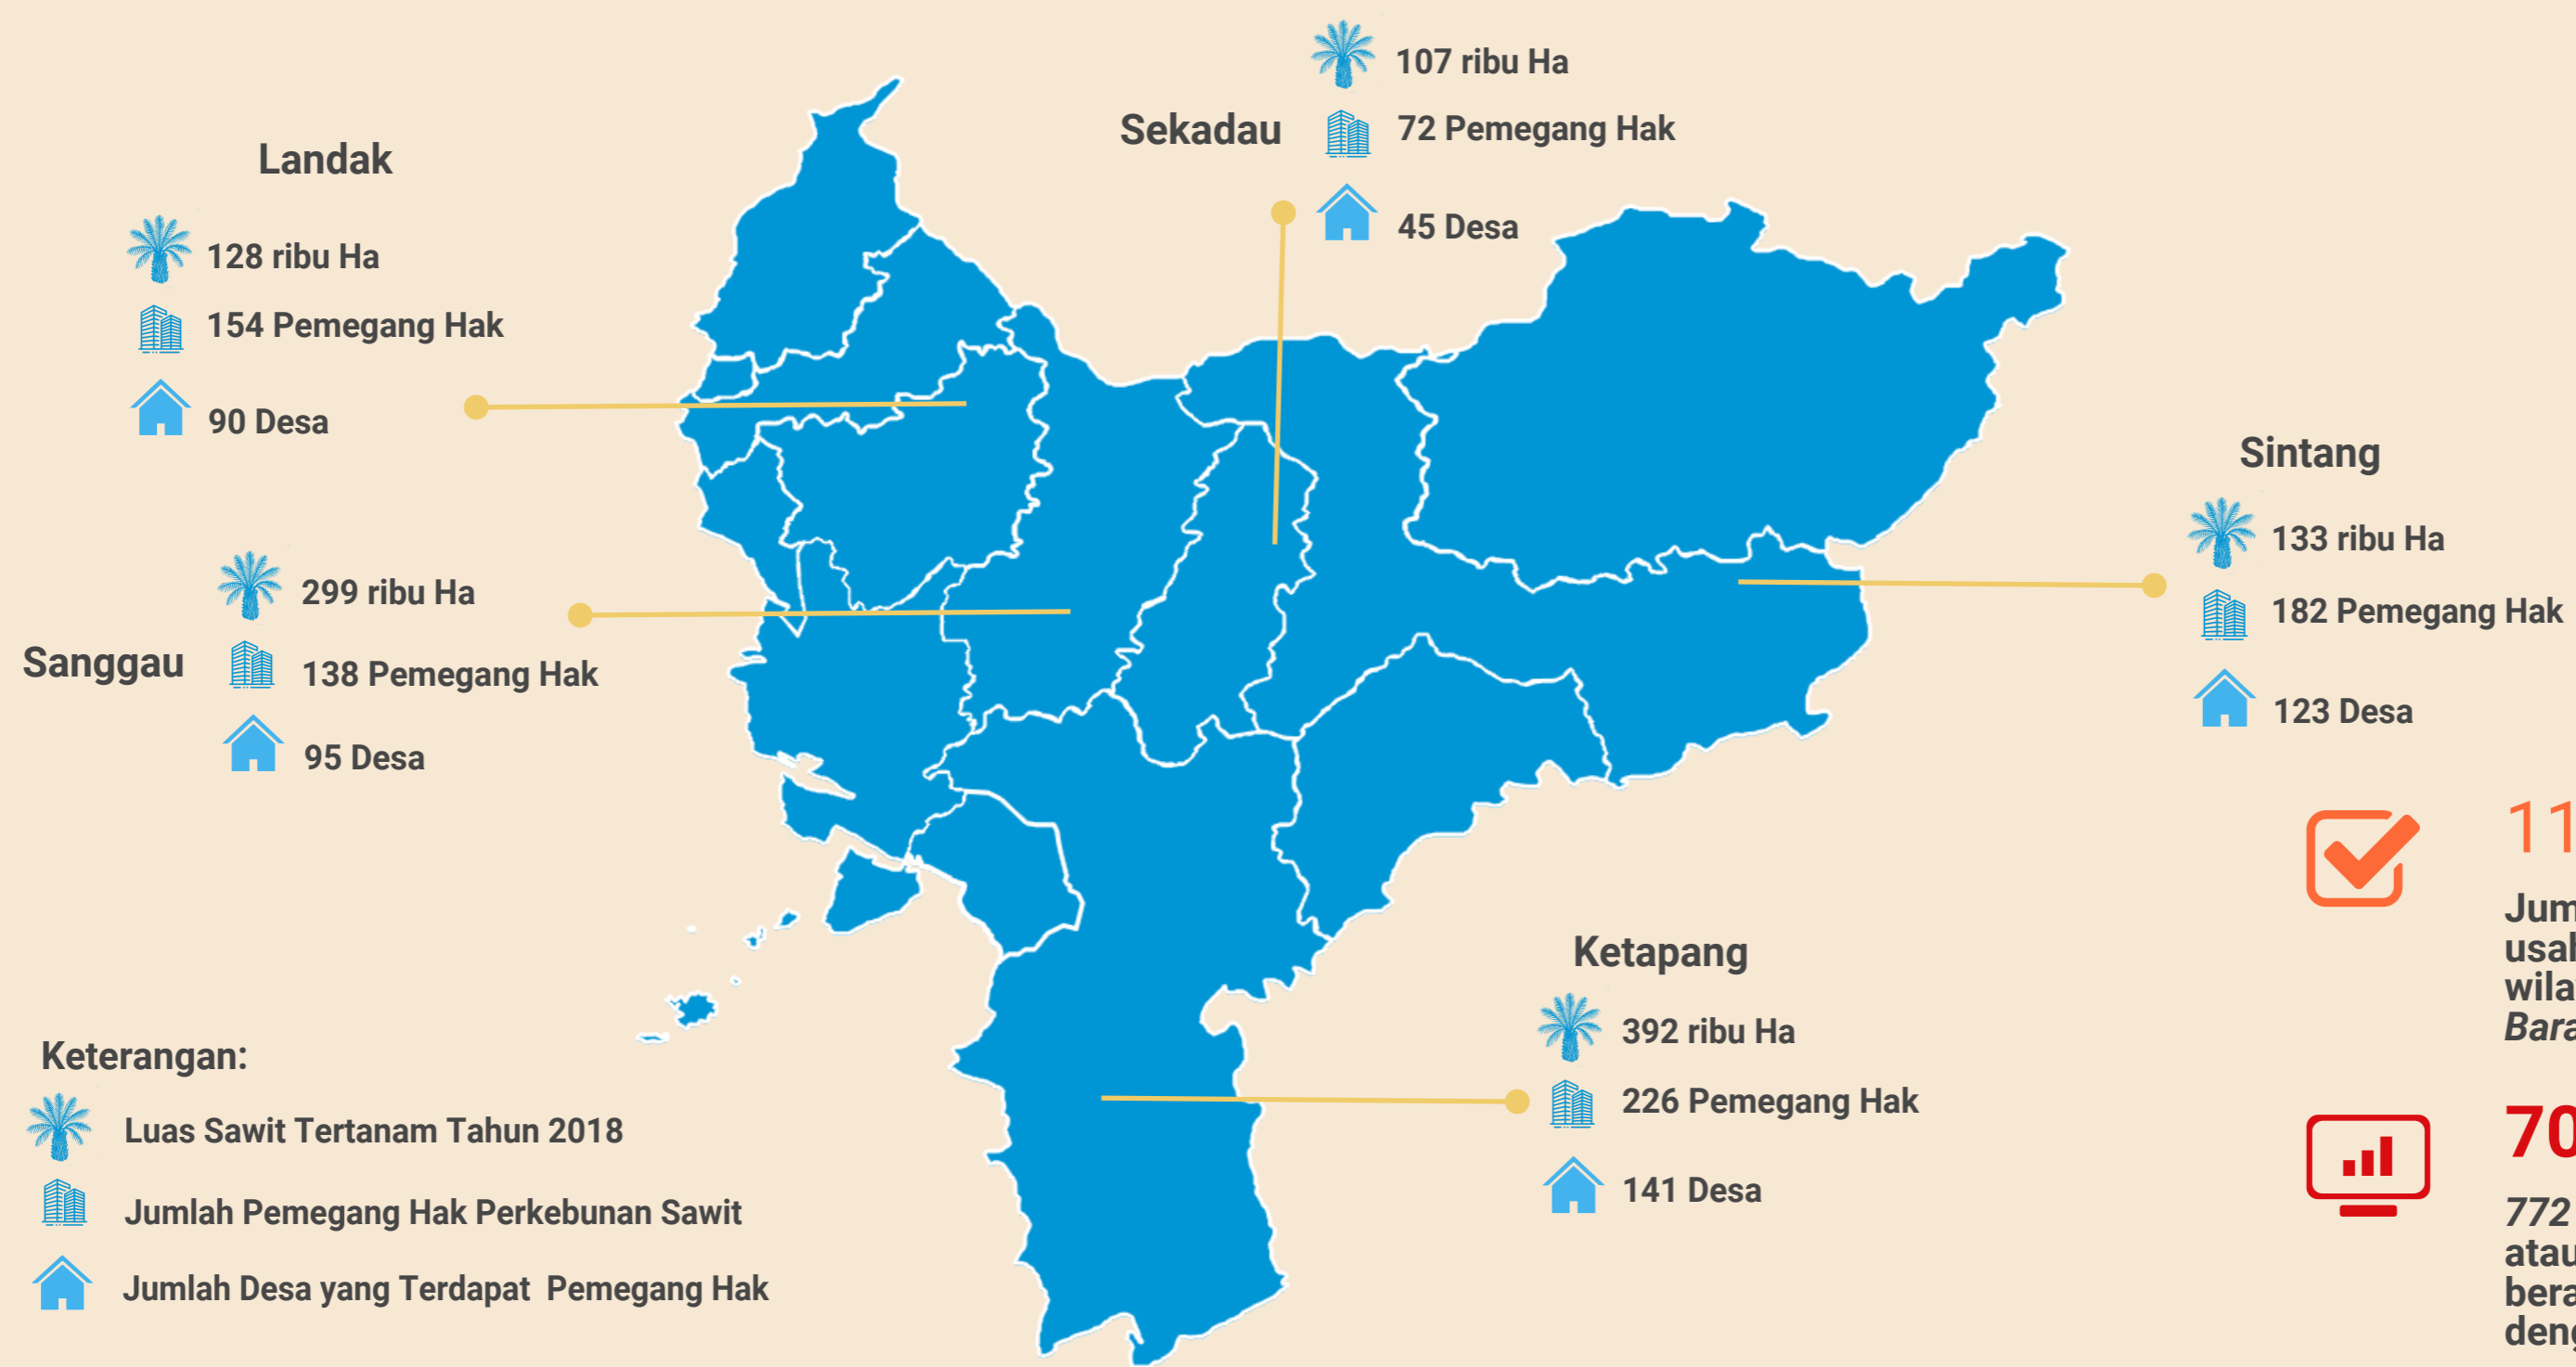 Landak
128 ribu Ha
154 Pemegang Hak
90 Desa
Sekadau
107 ribu Ha
72 Pemegang Hak
45 Desa
Sanggau
299 ribu Ha
138 Pemegang Hak
95 Desa
Sintang
133 ribu Ha
182 Pemegang Hak
123 Desa
Ketapang
392 ribu Ha
226 Pemegang Hak
141 Desa
Keterangan:
Luas Sawit Tertanam Tahun 2018
Jumlah Pemegang Hak Perkebunan Sawit
Jumlah Desa yang Terdapat Pemegang Hak
772
atau